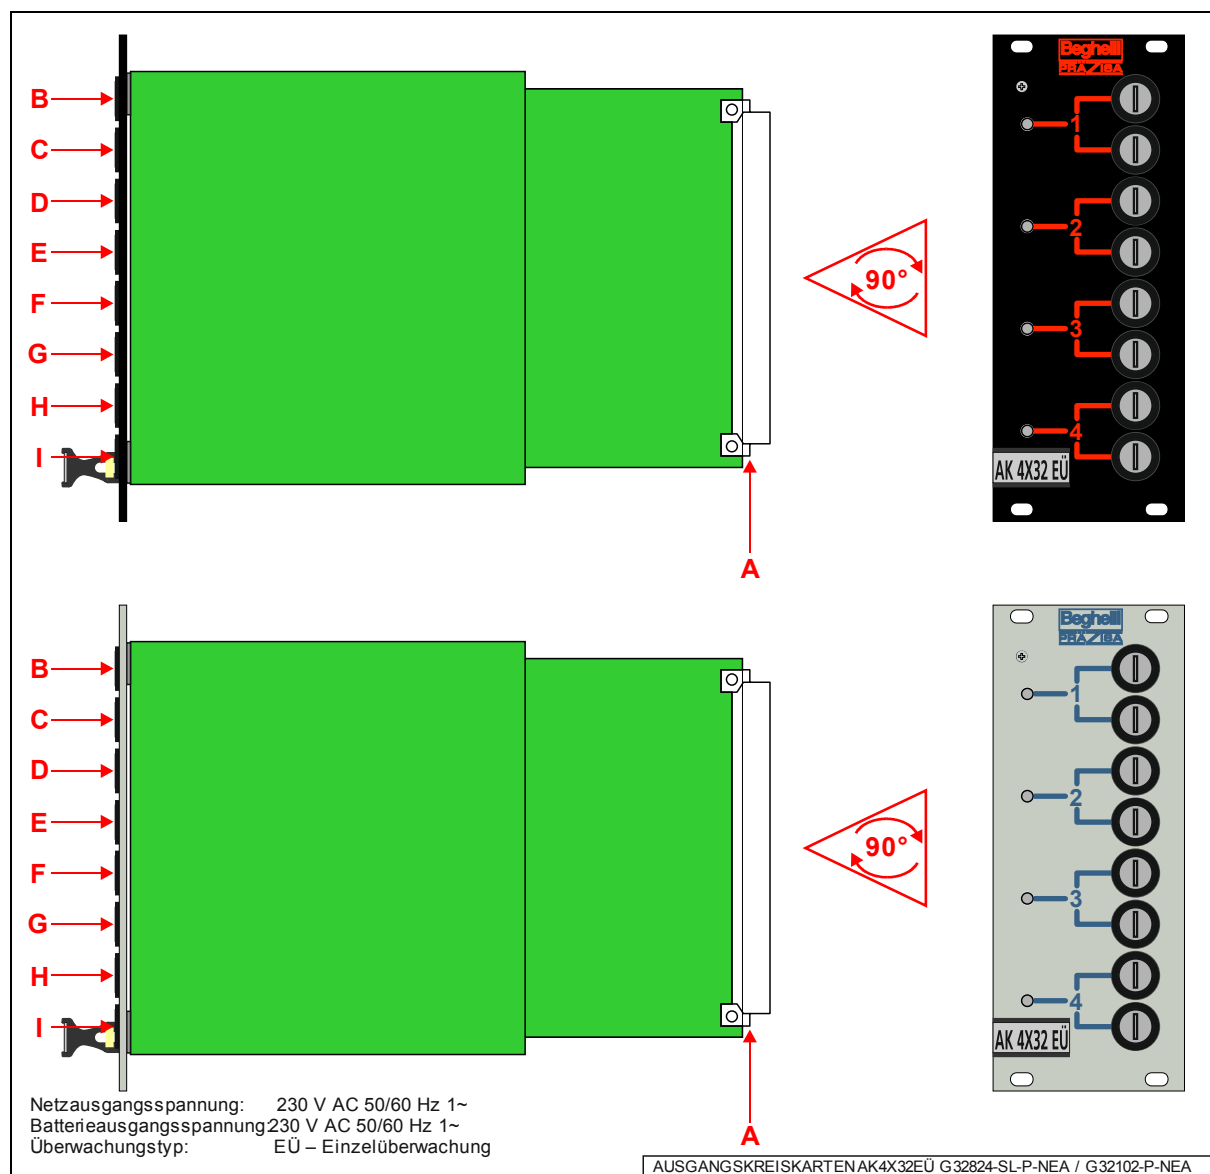 B
C
D
E
F
G
H
I
A
90°
Beghelli
PRÄZISA
1
2
3
4
AK 4X32 EÜ
B
C
D
E
F
G
H
I
A
90°
Beghelli
PRÄZISA
1
2
3
4
AK 4X32 EÜ
Netzausgangsspannung: 230 V AC 50/60 Hz 1~
Batterieausgangsspannung: 230 V AC 50/60 Hz 1~
Überwachungstyp: EÜ – Einzelüberwachung
AUSGANGSKREISKARTEN AK4X32EÜ G32824-SL-P-NEA / G32102-P-NEA